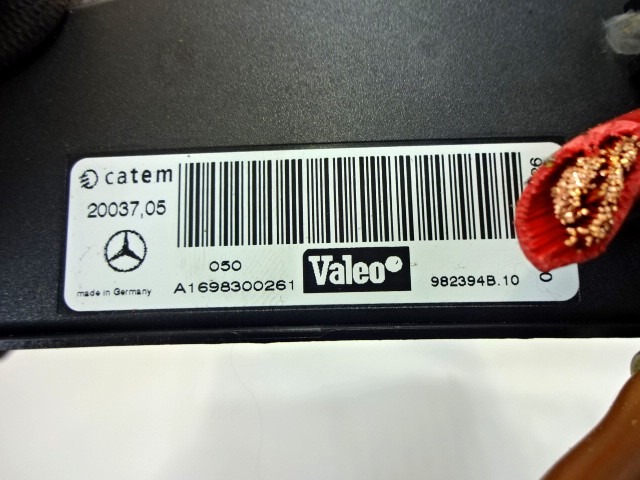 catem
20037,05
050
A1698300261
made in Germany
Valeo
982394B.10